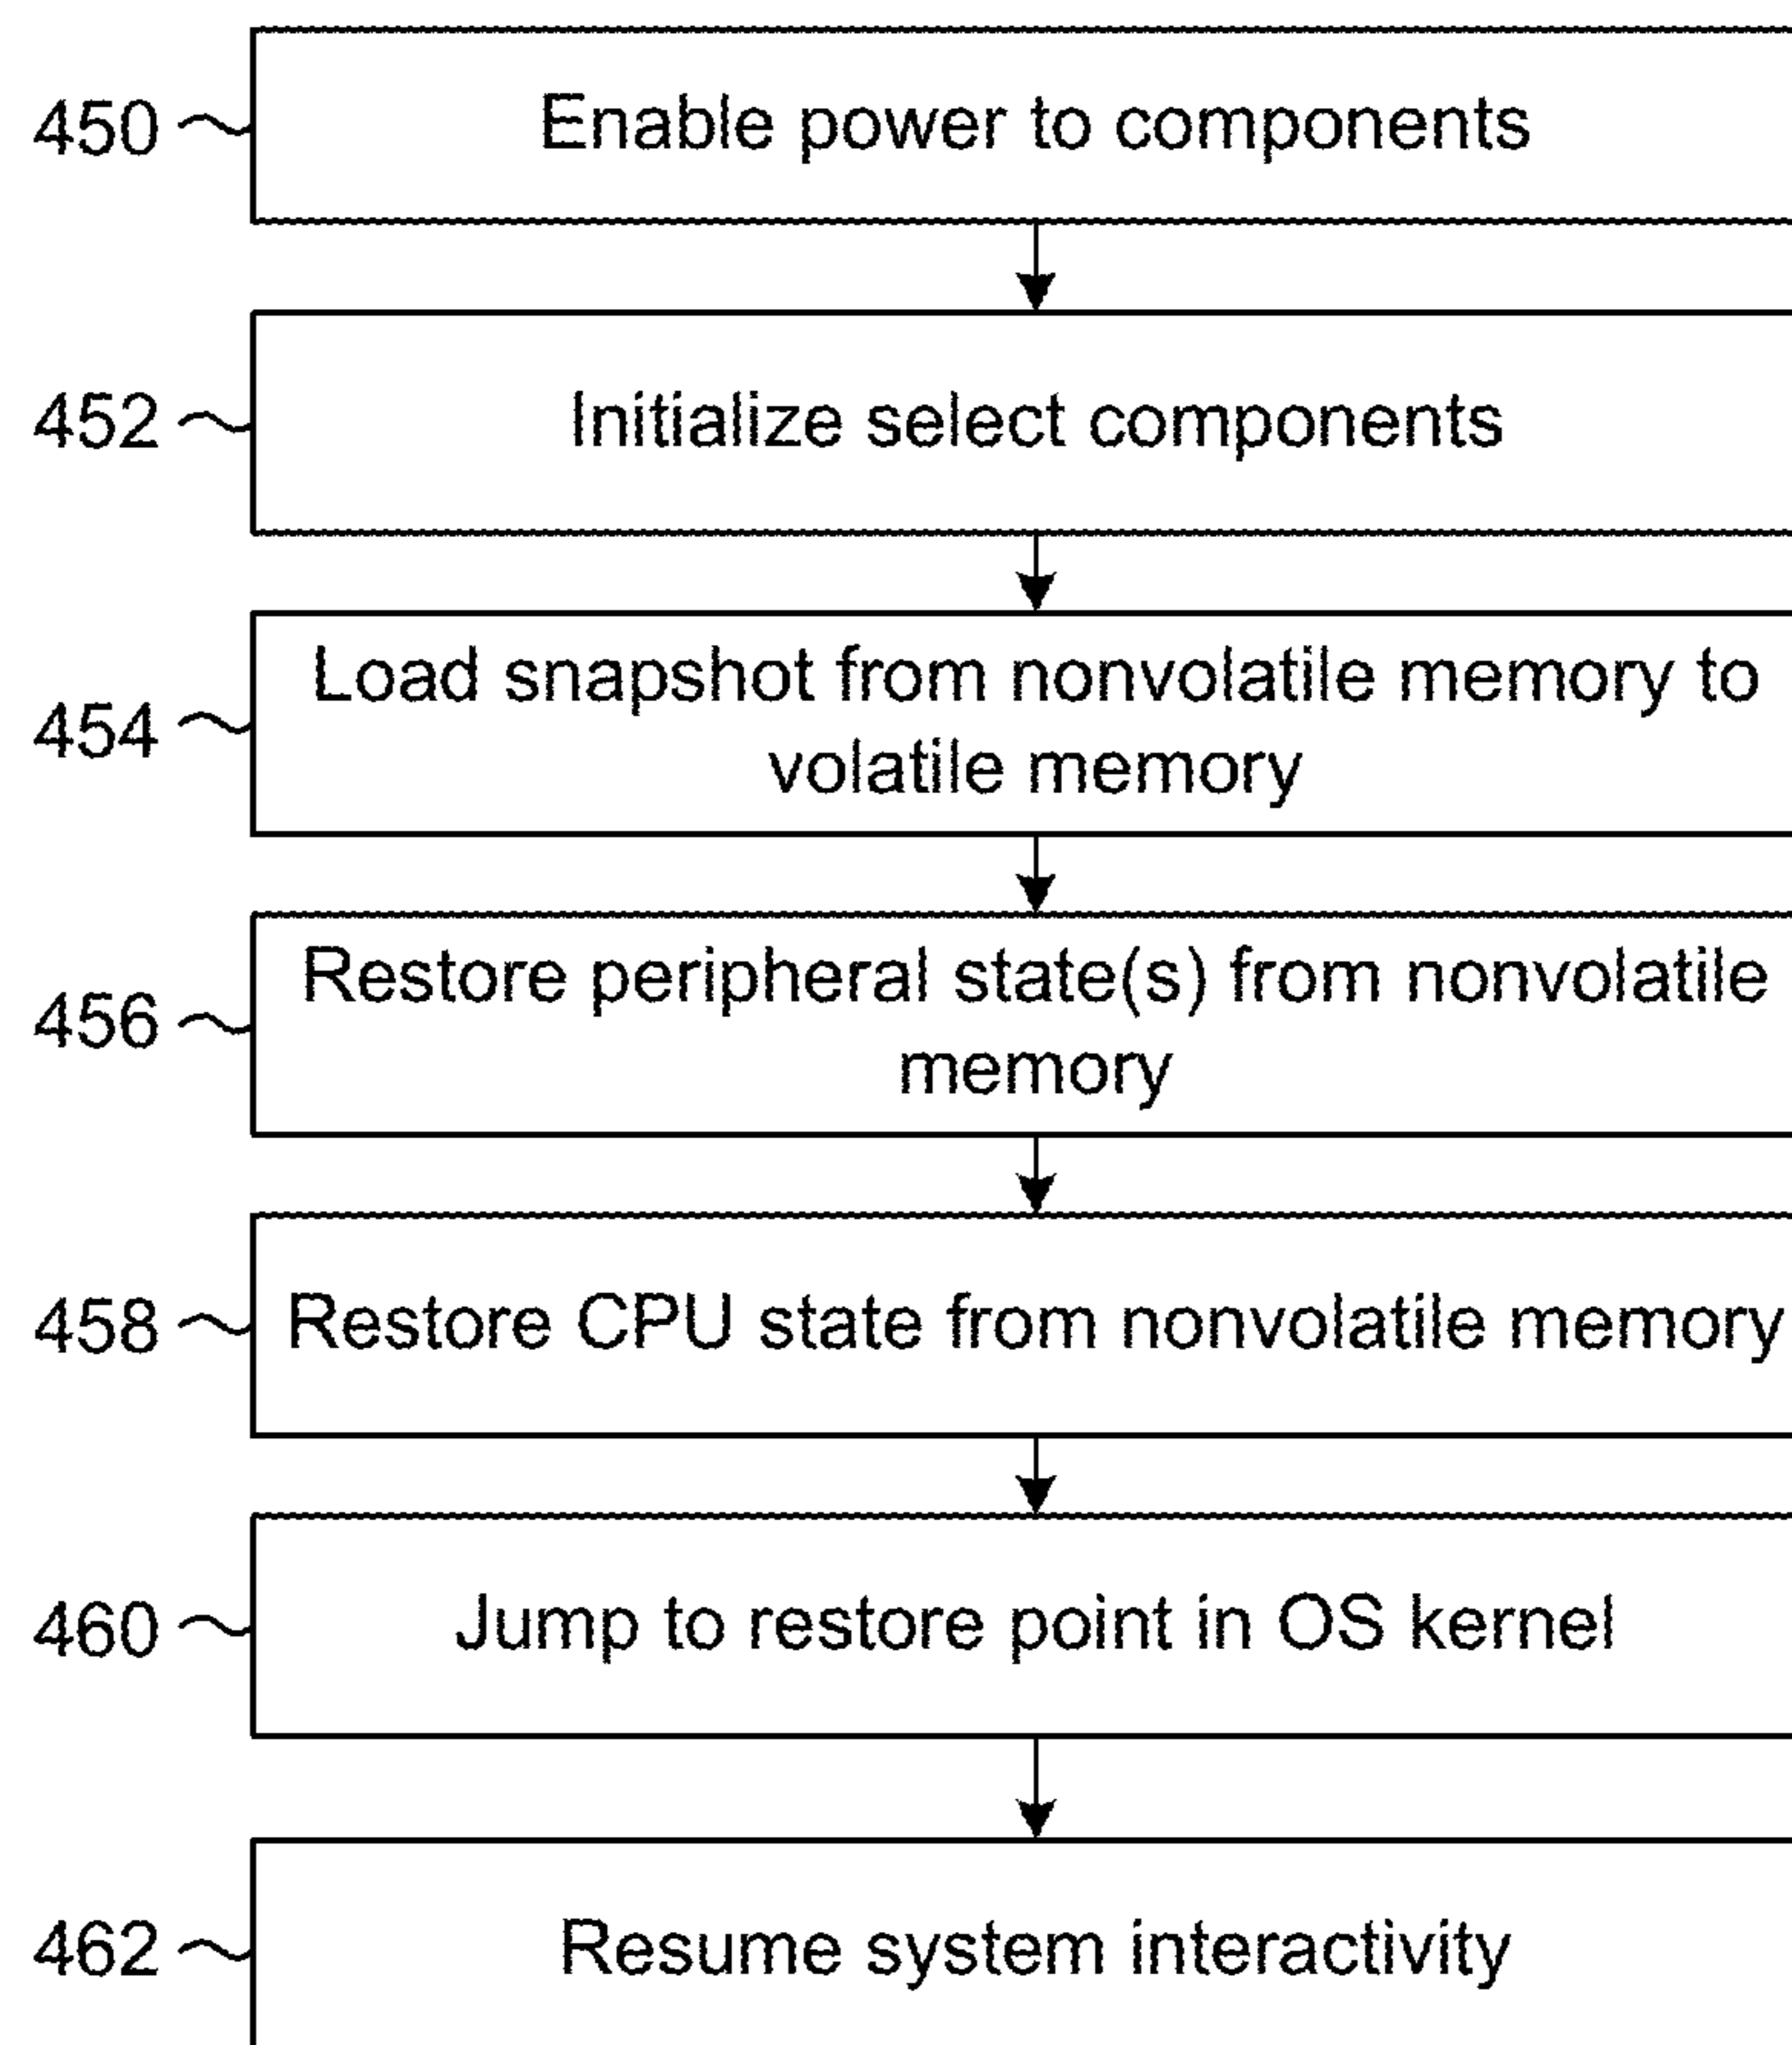 450
Enable power to components
452
Initialize select components
454
Load snapshot from nonvolatile memory to
volatile memory
456
Restore peripheral state(s) from nonvolatile
memory
458
Restore CPU state from nonvolatile memory
460
Jump to restore point in OS kernel
462
Resume system interactivity